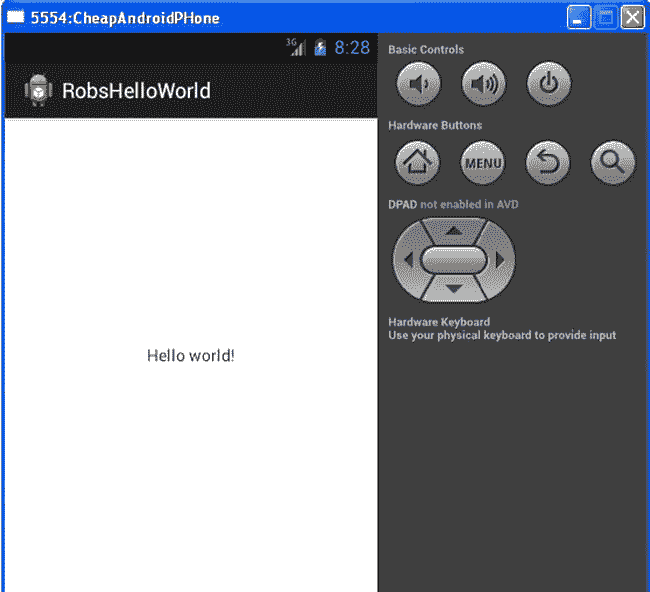 5554:CheapAndroidPHone
3G 8:28
RobsHelloWorld
Hello world!
Basic Controls
Hardware Buttons
MENU
DPAD not enabled in AVD
Hardware Keyboard
Use your physical keyboard to provide input